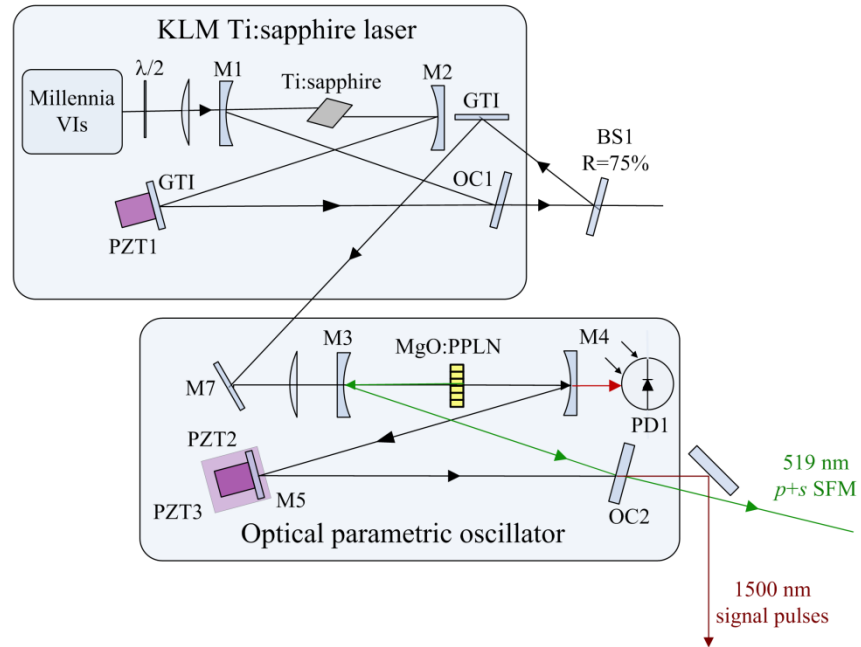 KLM Ti:sapphire laser
Millennia
VIs
λ/2
M1
Ti:sapphire
M2
GTI
BS1
R=75%
GTI
OC1
PZT1
M3
MgO:PPLN
M4
M7
PD1
PZT2
PZT3
M5
OC2
519 nm
p+s SFM
Optical parametric oscillator
1500 nm
signal pulses